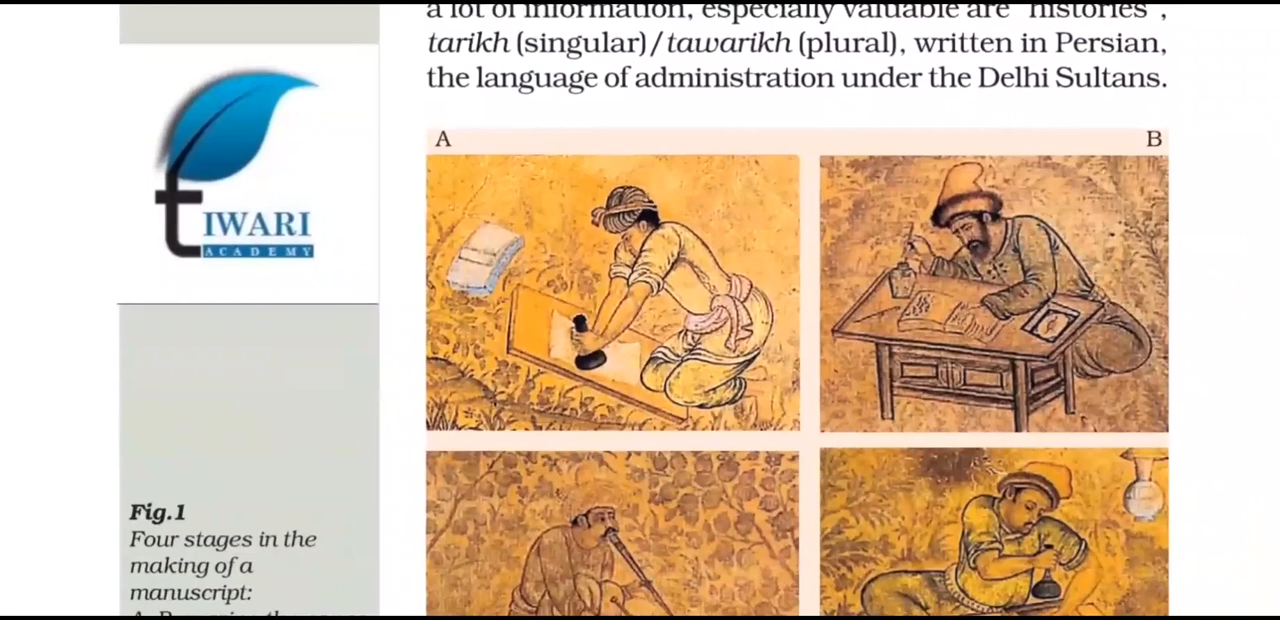 a lot of information, especially valuable are "histories",
tarikh (singular)/tawarikh (plural), written in Persian,
the language of administration under the Delhi Sultans.
A
B
tIWARI
ACADEMY
Fig.1
Four stages in the
making of a
manuscript: